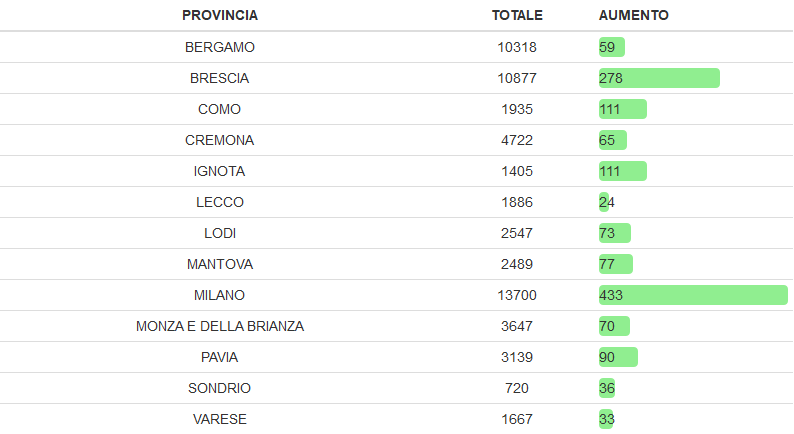 PROVINCIA TOTALE AUMENTO
BERGAMO 10318 59
BRESCIA 10877 278
COMO 1935 111
CREMONA 4722 65
IGNOTA 1405 111
LECCO 1886 24
LODI 2547 73
MANTOVA 2489 77
MILANO 13700 433
MONZA E DELLA BRIANZA 3647 70
PAVIA 3139 90
SONDRIO 720 36
VARESE 1667 33